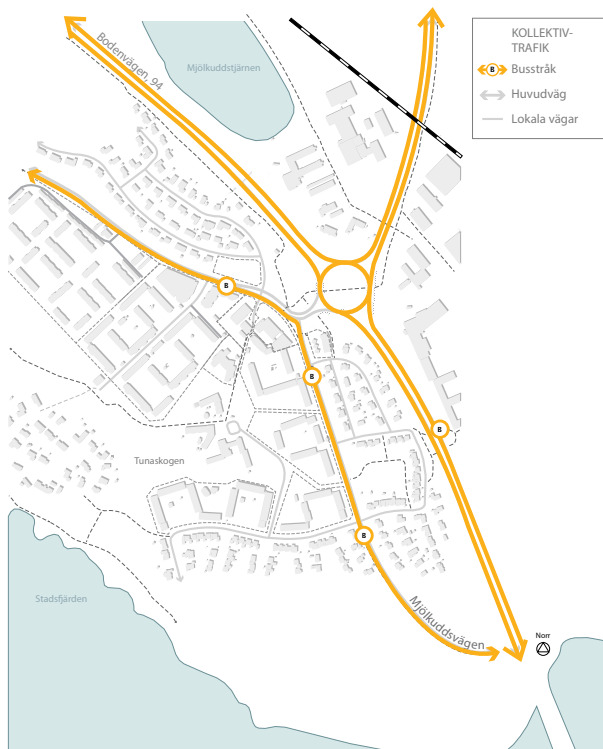 KOLLEKTIV-
TRAFIK
B Busstråk
Huvudväg
Lokala vägar
Bodenvägen, 94
Mjölkuddstjärnen
B
B
B
Tunaskogen
B
Stadsfjärden
Mjölkuddsvägen
Norr